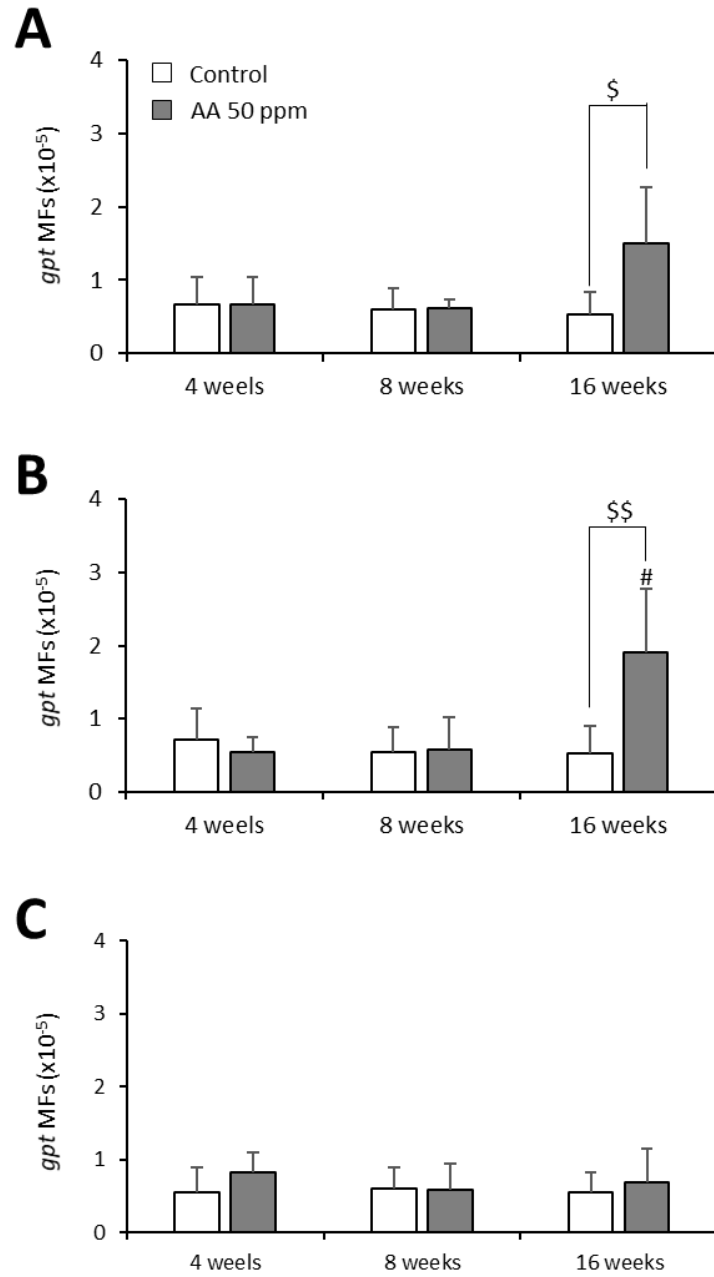 A
4
3
2
1
0
gpt MFs (x10⁻⁵)
Control
AA 50 ppm
$
4 weels
8 weeks
16 weeks
B
4
3
2
1
0
gpt MFs (x10⁻⁵)
$$
#
4 weels
8 weeks
16 weeks
C
4
3
2
1
0
gpt MFs (x10⁻⁵)
4 weels
8 weeks
16 weeks